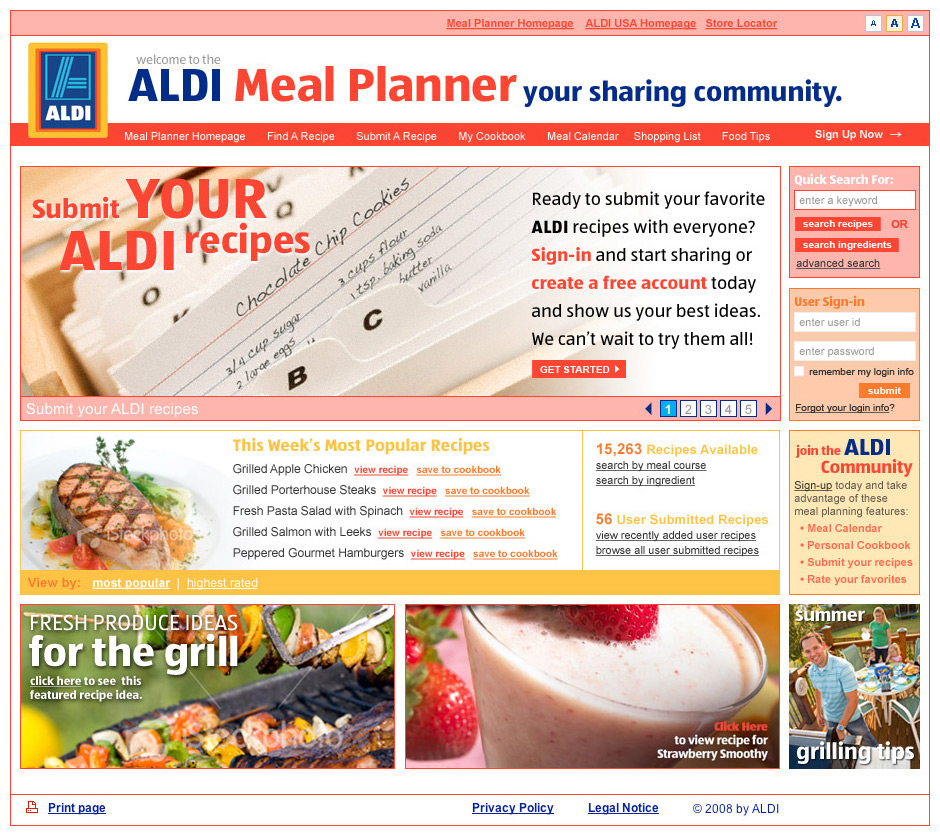 Meal Planner Homepage ALDI USA Homepage Store Locator A A A
ALDI
welcome to the
ALDI Meal Planner your sharing community.
Meal Planner Homepage Find A Recipe Submit A Recipe My Cookbook Meal Calendar Shopping List Food Tips Sign Up Now →
Submit YOUR
ALDI recipes
Q
O
Chocolate Chip Cookies
3 cups flour
1 tsp. baking soda
butter
vanilla
3/4 cup sugar
2 large eggs
C
B
Ready to submit your favorite
ALDI recipes with everyone?
Sign-in and start sharing or
create a free account today
and show us your best ideas.
We can't wait to try them all!
GET STARTED
Submit your ALDI recipes
1 2 3 4 5
Quick Search For:
enter a keyword
search recipes OR
search ingredients
advanced search
User Sign-in
enter user id
enter password
remember my login info
submit
Forgot your login info?
This Week's Most Popular Recipes
Grilled Apple Chicken view recipe save to cookbook
Grilled Porterhouse Steaks view recipe save to cookbook
Fresh Pasta Salad with Spinach view recipe save to cookbook
Grilled Salmon with Leeks view recipe save to cookbook
Peppered Gourmet Hamburgers view recipe save to cookbook
iStockphoto
View by: most popular | highest rated
15,263 Recipes Available
search by meal course
search by ingredient
56 User Submitted Recipes
view recently added user recipes
browse all user submitted recipes
join the ALDI
Community
Sign-up today and take
advantage of these
meal planning features:
• Meal Calendar
• Personal Cookbook
• Submit your recipes
• Rate your favorites
FRESH PRODUCE IDEAS
for the grill
click here to see this
featured recipe idea.
iStockphoto
Click Here
to view recipe for
Strawberry Smoothy
summer
grilling tips
Print page Privacy Policy Legal Notice © 2008 by ALDI